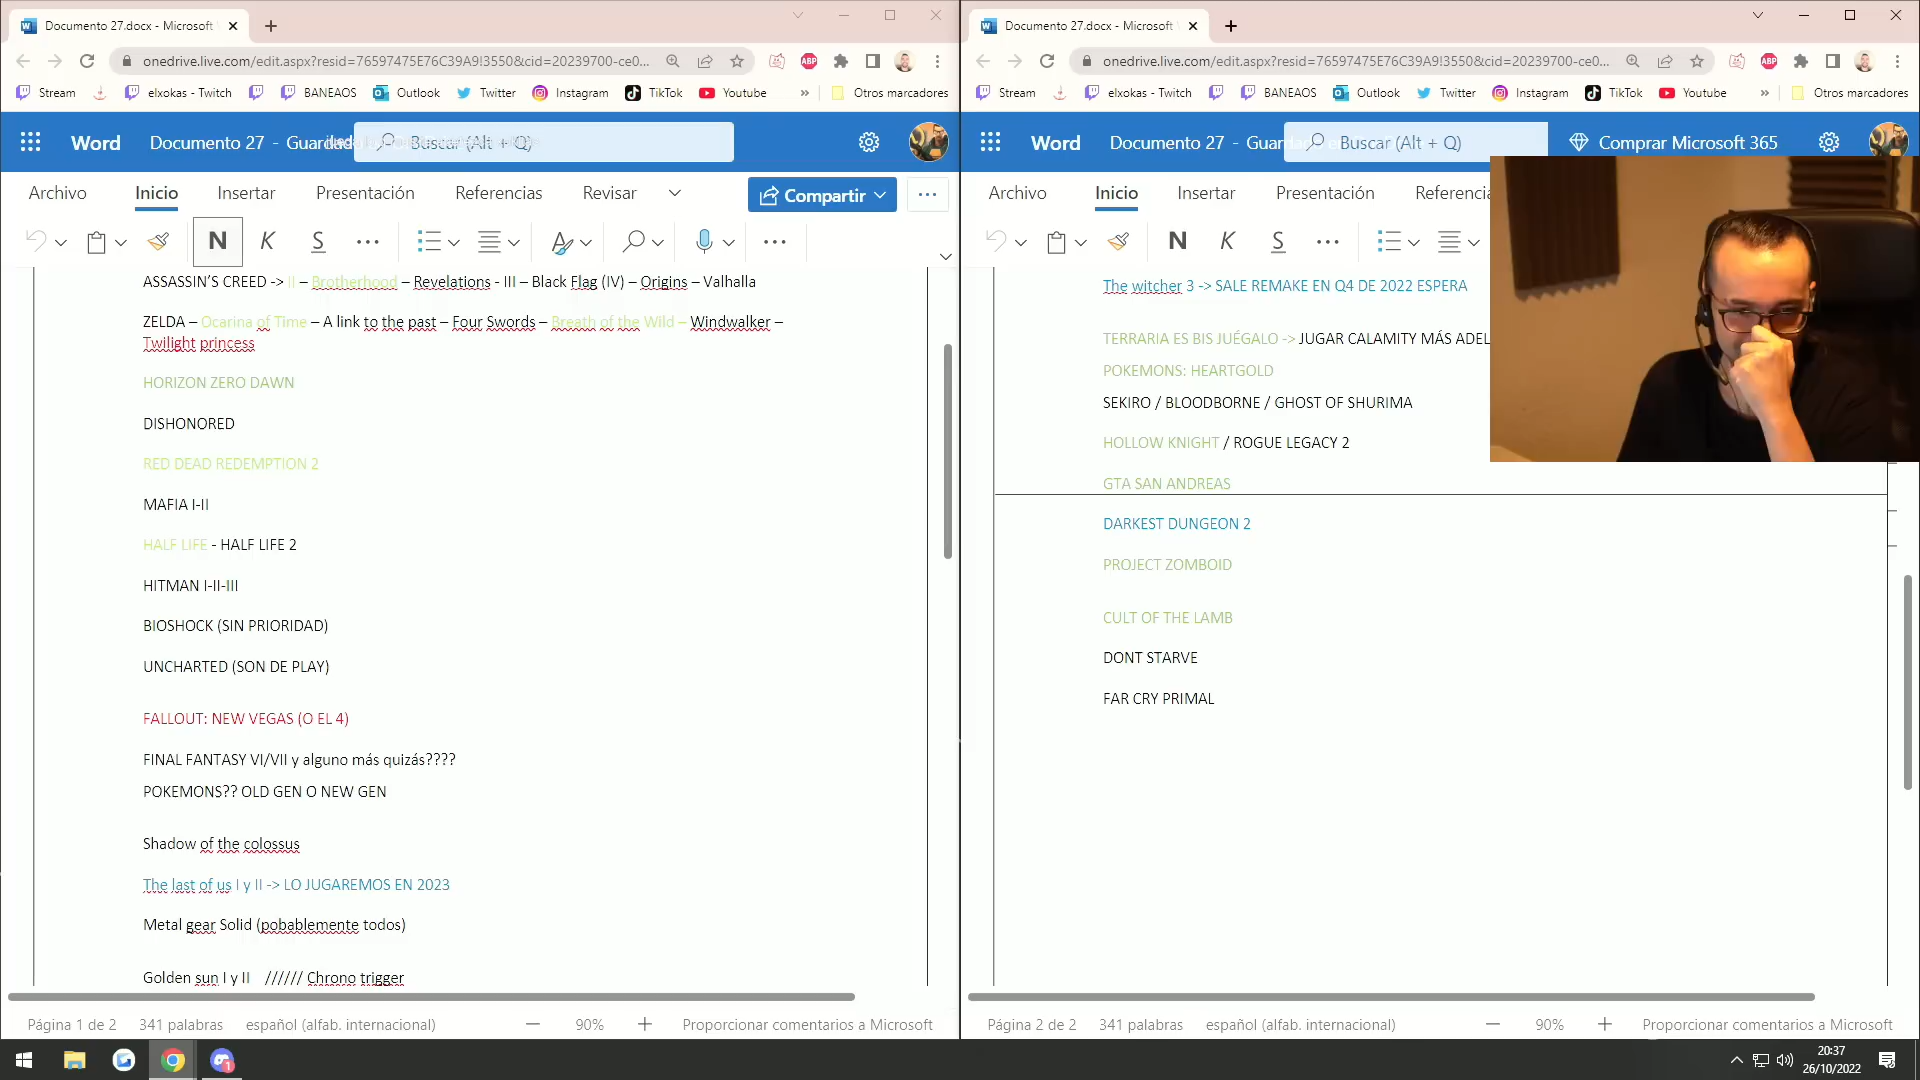 Documento 27.docx - Microsoft
onedrive.live.com/edit.aspx?resid=76597475E76C39A9!3550&cid=20239700-ce0...
Stream
elxokas - Twitch
BANEAOS
Outlook
Twitter
Instagram
TikTok
Youtube
»
Otros marcadores
Word
Documento 27 - Guardado
Buscar (Alt + Q)
Archivo
Inicio
Insertar
Presentación
Referencias
Revisar
Compartir
N
K
S
ASSASSIN'S CREED -> II – Brotherhood – Revelations - III – Black Flag (IV) – Origins – Valhalla
ZELDA – Ocarina of Time – A link to the past – Four Swords – Breath of the Wild – Windwalker –
Twilight princess
HORIZON ZERO DAWN
DISHONORED
RED DEAD REDEMPTION 2
MAFIA I-II
HALF LIFE - HALF LIFE 2
HITMAN I-II-III
BIOSHOCK (SIN PRIORIDAD)
UNCHARTED (SON DE PLAY)
FALLOUT: NEW VEGAS (O EL 4)
FINAL FANTASY VI/VII y alguno más quizás????
POKEMONS?? OLD GEN O NEW GEN
Shadow of the colossus
The last of us I y II -> LO JUGAREMOS EN 2023
Metal gear Solid (pobablemente todos)
Golden sun I y II ////// Chrono trigger
Página 1 de 2
341 palabras
español (alfab. internacional)
90%
Proporcionar comentarios a Microsoft
Documento 27.docx - Microsoft
onedrive.live.com/edit.aspx?resid=76597475E76C39A9!3550&cid=20239700-ce0...
Stream
elxokas - Twitch
BANEAOS
Outlook
Twitter
Instagram
TikTok
Youtube
»
Otros marcadores
Word
Documento 27 - Guar
Buscar (Alt + Q)
Comprar Microsoft 365
Archivo
Inicio
Insertar
Presentación
Referencia
N
K
S
The witcher 3 -> SALE REMAKE EN Q4 DE 2022 ESPERA
TERRARIA ES BIS JUÉGALO -> JUGAR CALAMITY MÁS ADEL
POKEMONS: HEARTGOLD
SEKIRO / BLOODBORNE / GHOST OF SHURIMA
HOLLOW KNIGHT / ROGUE LEGACY 2
GTA SAN ANDREAS
DARKEST DUNGEON 2
PROJECT ZOMBOID
CULT OF THE LAMB
DONT STARVE
FAR CRY PRIMAL
Página 2 de 2
341 palabras
español (alfab. internacional)
90%
Proporcionar comentarios a Microsoft
20:37
26/10/2022